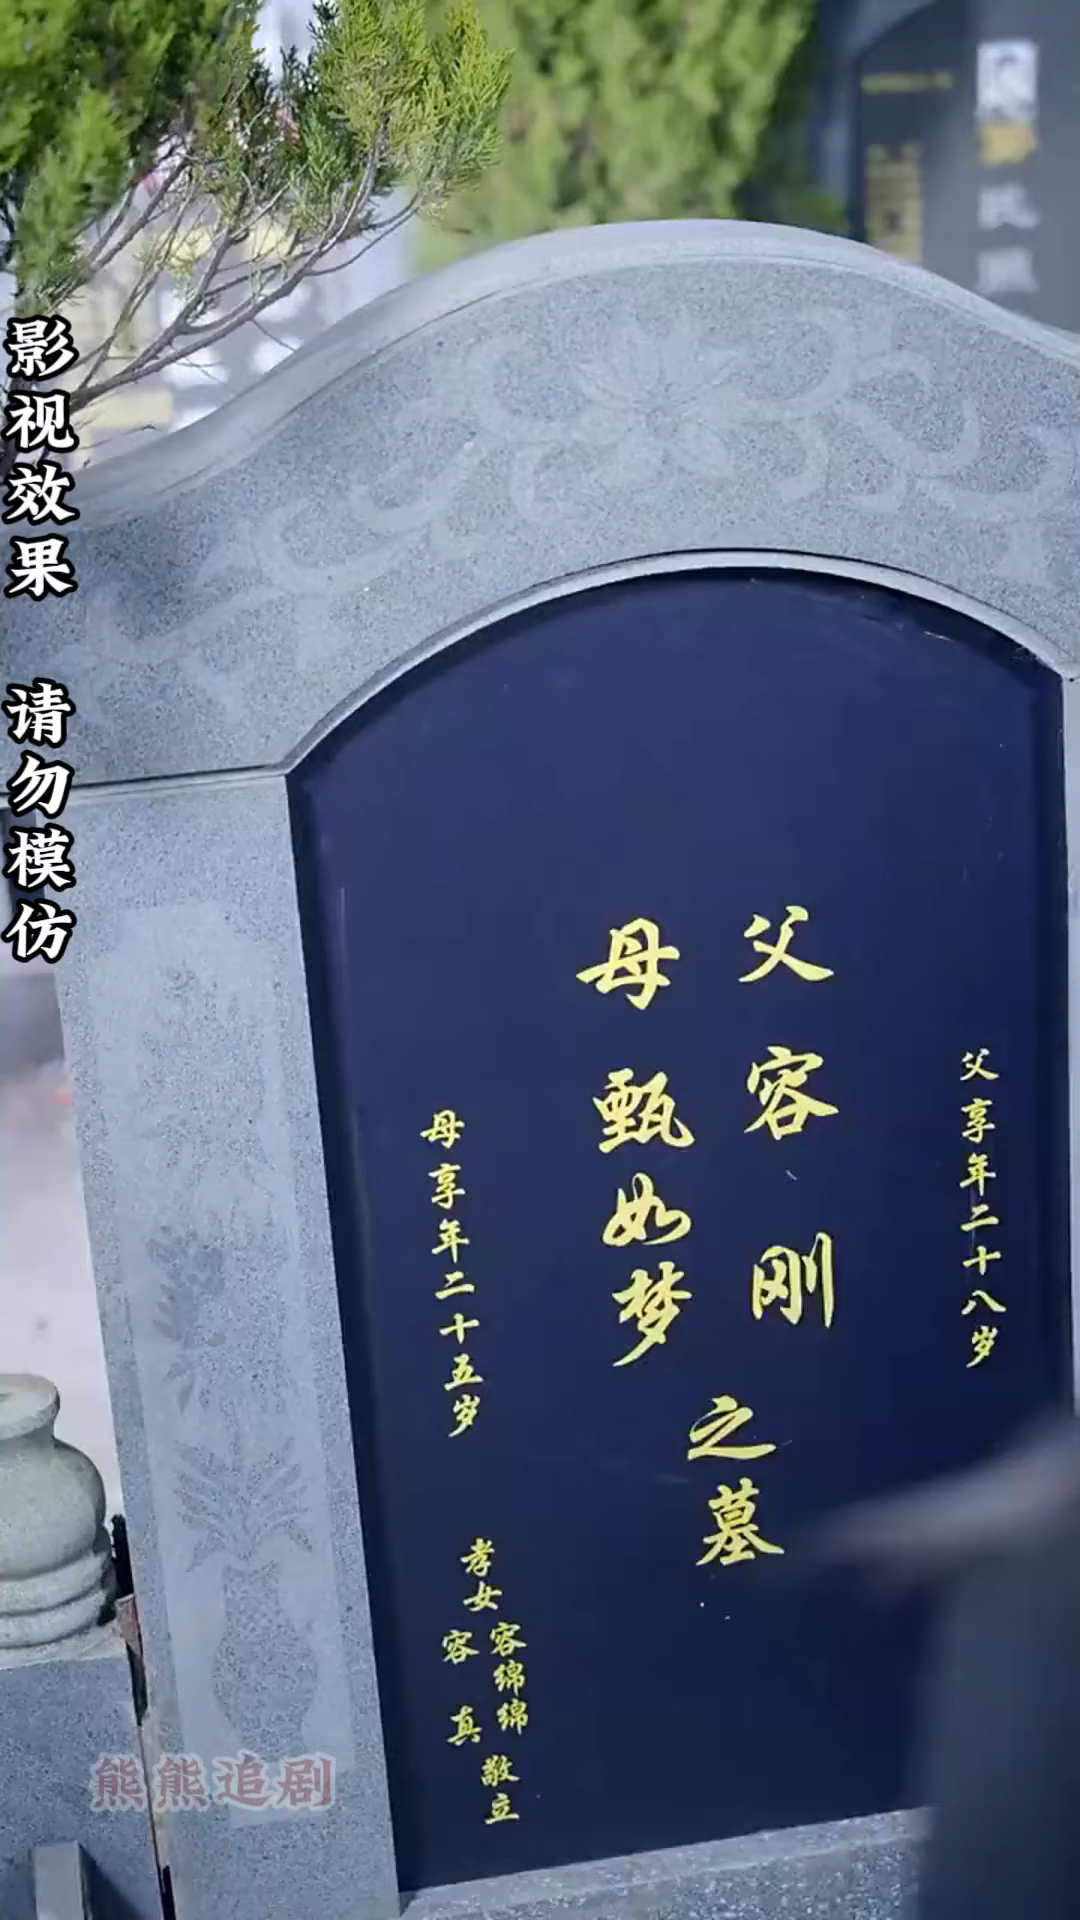 影视效果 请勿模仿
父享年二十八岁
父容刚
母甄如梦
之墓
母享年二十五岁
孝女
容绵绵
容真
敬立
熊熊追剧